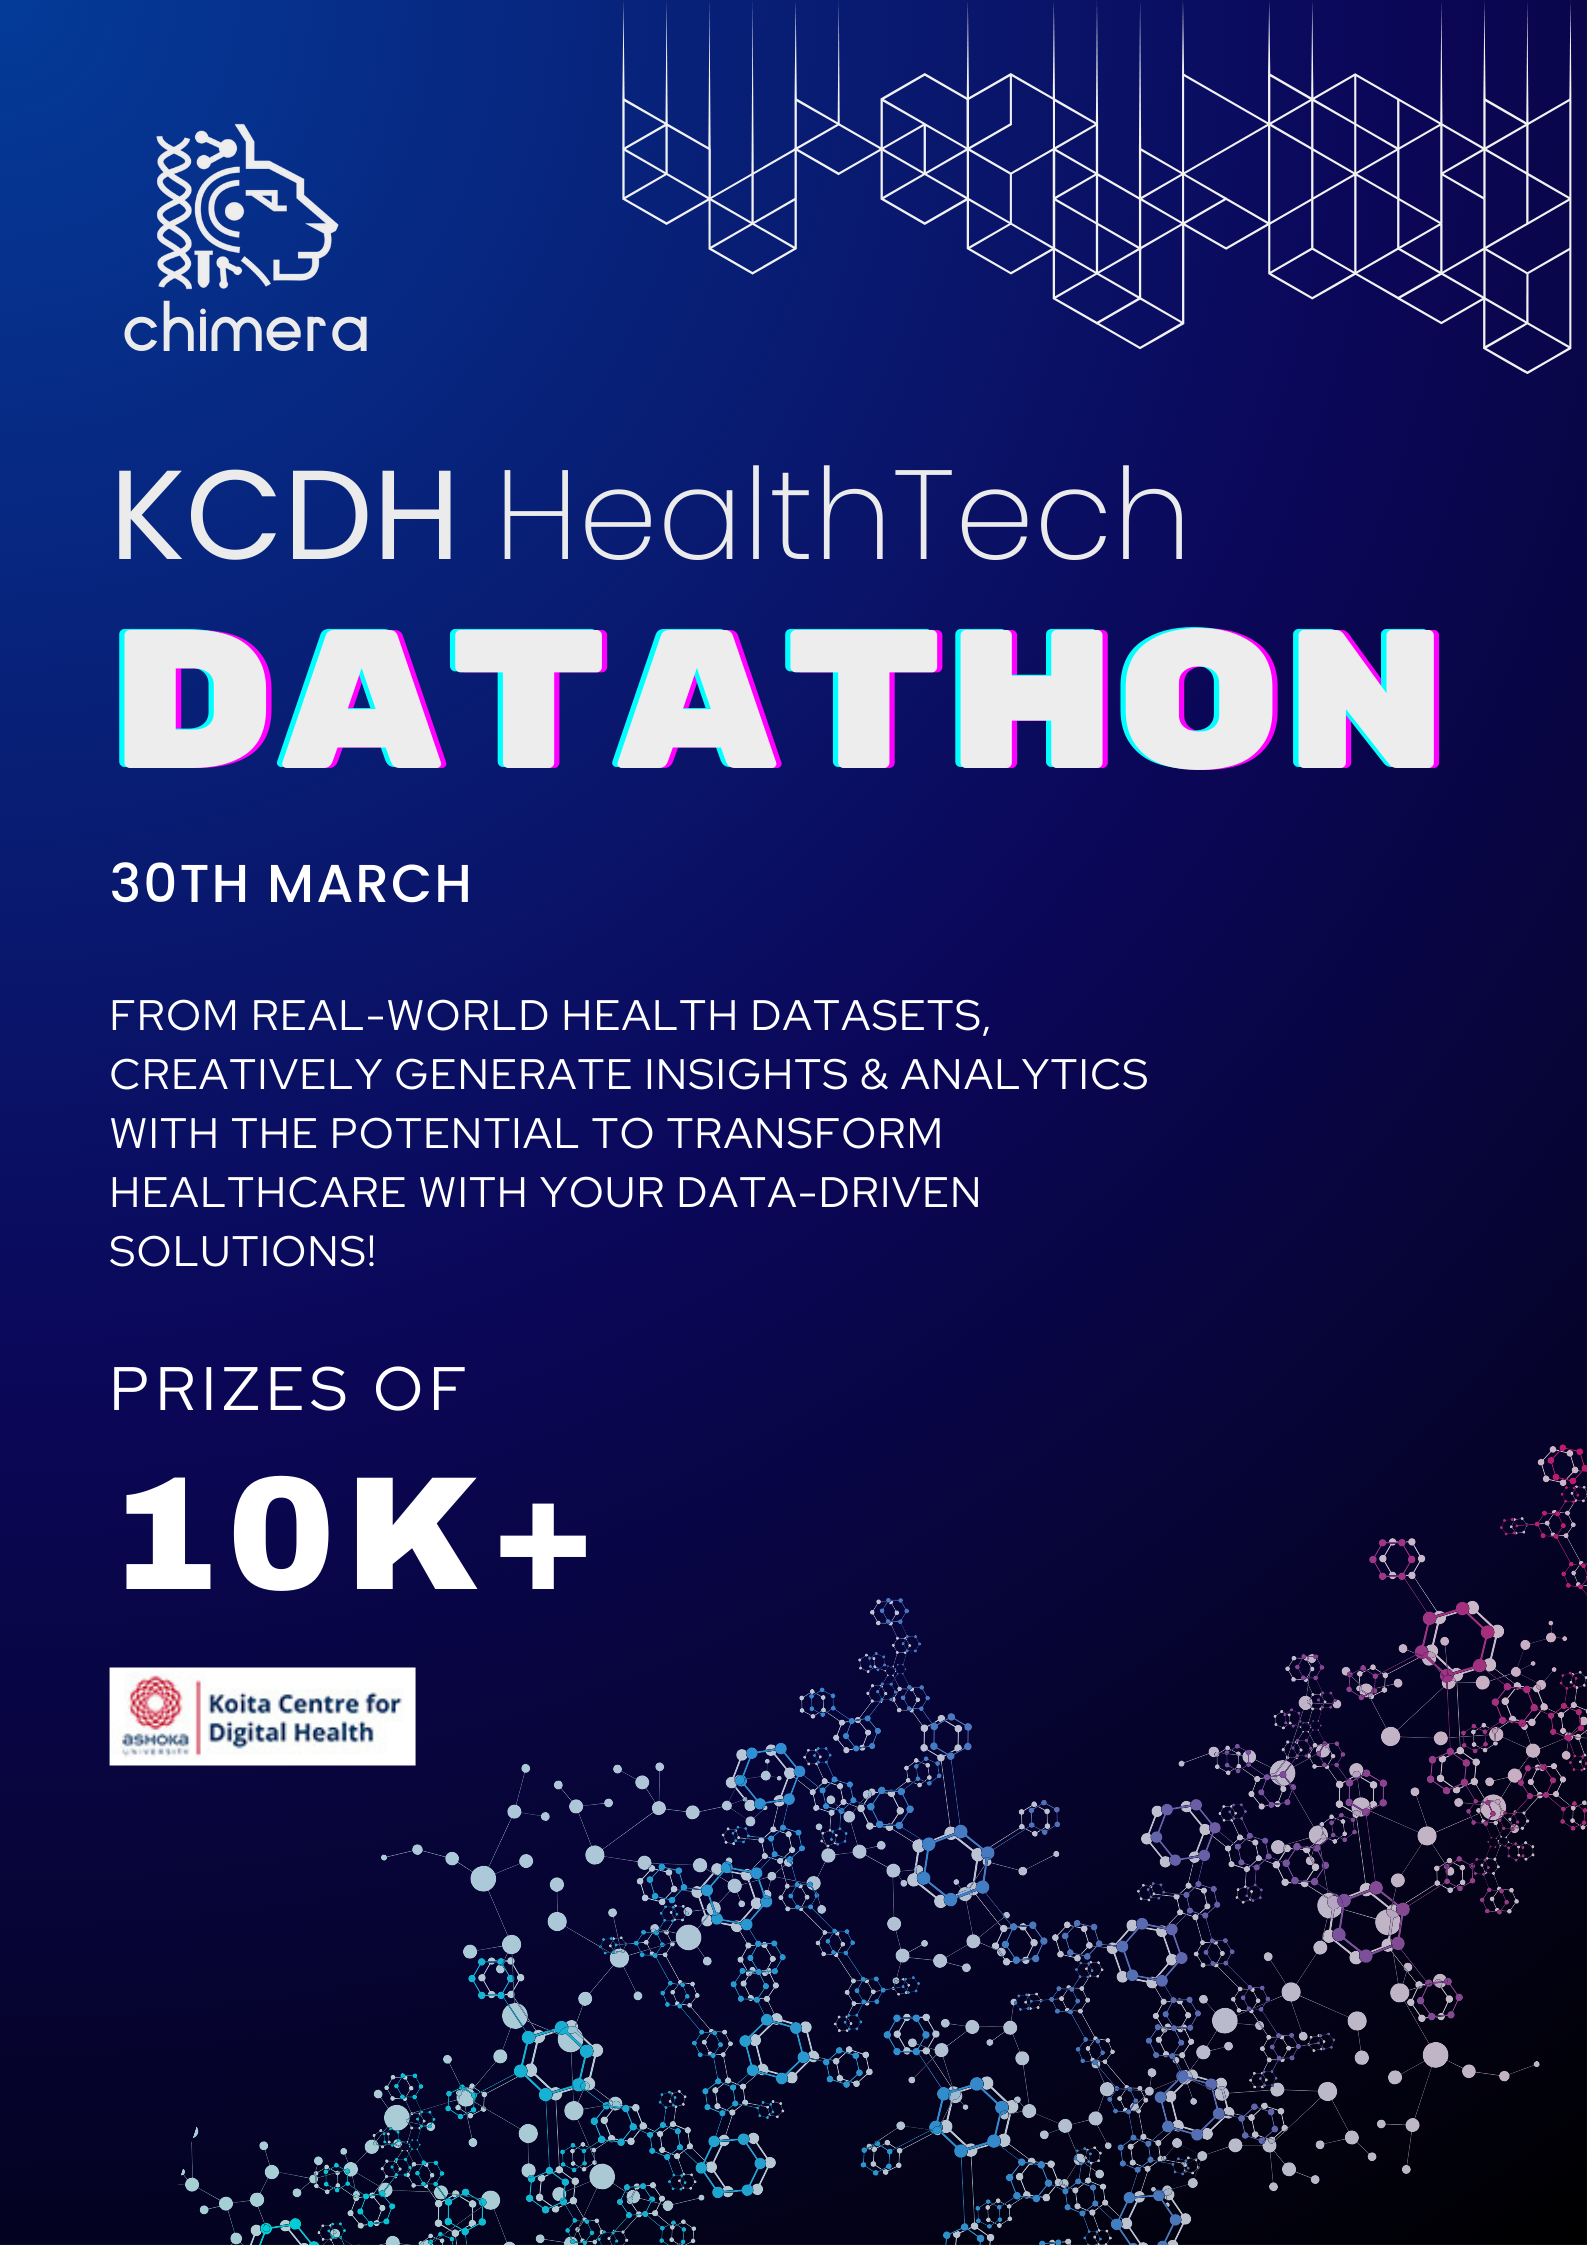 chimera
KCDH HealthTech
DATATHON
30TH MARCH
FROM REAL-WORLD HEALTH DATASETS,
CREATIVELY GENERATE INSIGHTS & ANALYTICS
WITH THE POTENTIAL TO TRANSFORM
HEALTHCARE WITH YOUR DATA-DRIVEN
SOLUTIONS!
PRIZES OF
10K+
ASHOKA
UNIVERSITY
Koita Centre for
Digital Health